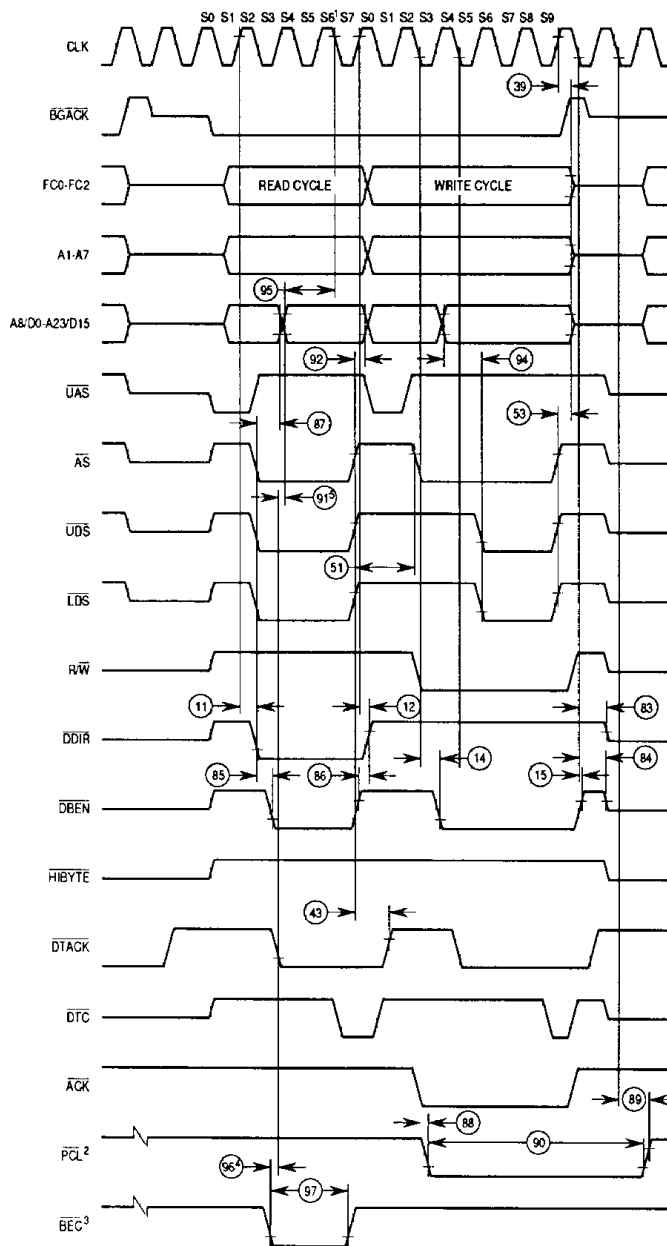 S0 S1 S2 S3 S4 S5 S6¹ S7 S0 S1 S2 S3 S4 S5 S6 S7 S8 S9
CLK
39
BGACK
FC0-FC2 READ CYCLE WRITE CYCLE
A1-A7
95
A8/D0-A23/D15
92 94
UAS
87 53
AS
91⁵
UDS
51
LDS
R/W
11 12 83
DDIR
14 84
85 86 15
DBEN
HIBYTE
43
DTACK
DTC
ACK
89
88
PCL² 90
96⁴ 97
BEC³